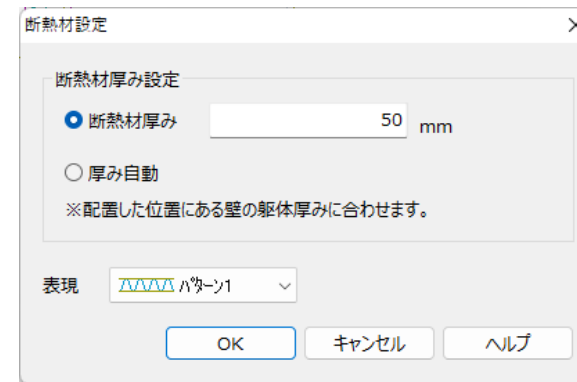 断熱材設定
断熱材厚み設定
断熱材厚み 50 mm
厚み自動
※配置した位置にある壁の躯体厚みに合わせます。
表現 パターン1
OK キャンセル ヘルプ